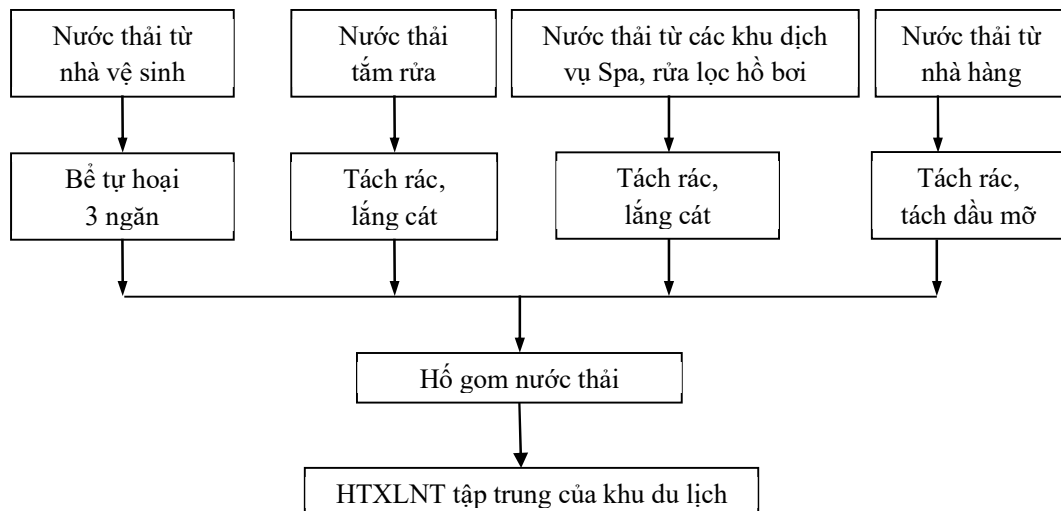 Nước thải từ
nhà vệ sinh
Nước thải
tắm rửa
Nước thải từ các khu dịch
vụ Spa, rửa lọc hồ bơi
Nước thải từ
nhà hàng
Bể tự hoại
3 ngăn
Tách rác,
lắng cát
Tách rác,
lắng cát
Tách rác,
tách dầu mỡ
Hố gom nước thải
HTXLNT tập trung của khu du lịch